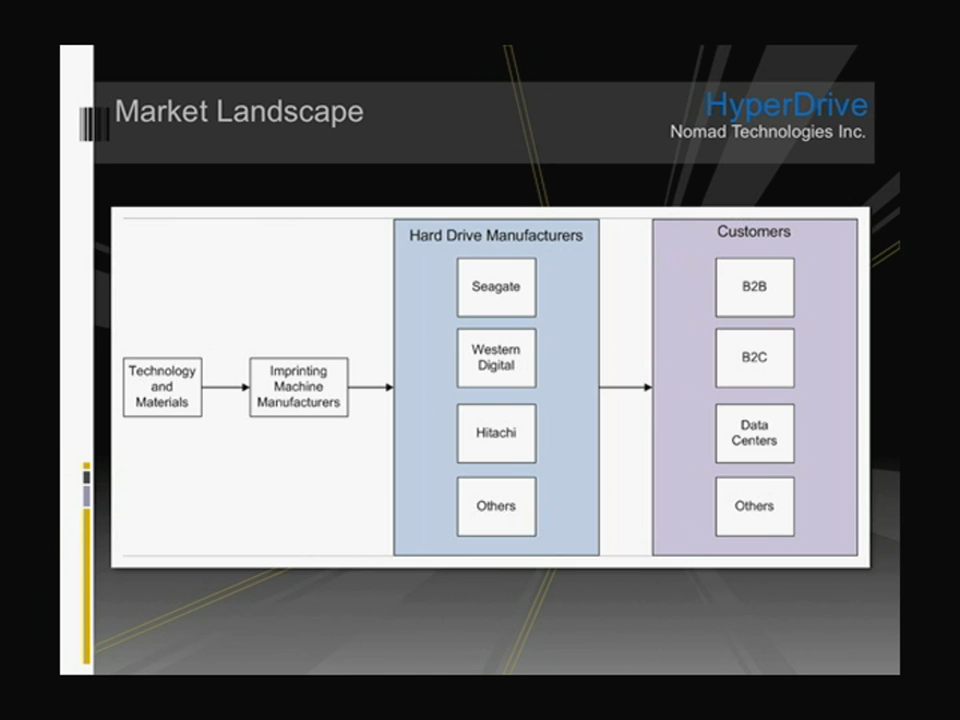 Market Landscape
HyperDrive
Nomad Technologies Inc.
Technology
and
Materials
Imprinting
Machine
Manufacturers
Hard Drive Manufacturers
Seagate
Western
Digital
Hitachi
Others
Customers
B2B
B2C
Data
Centers
Others